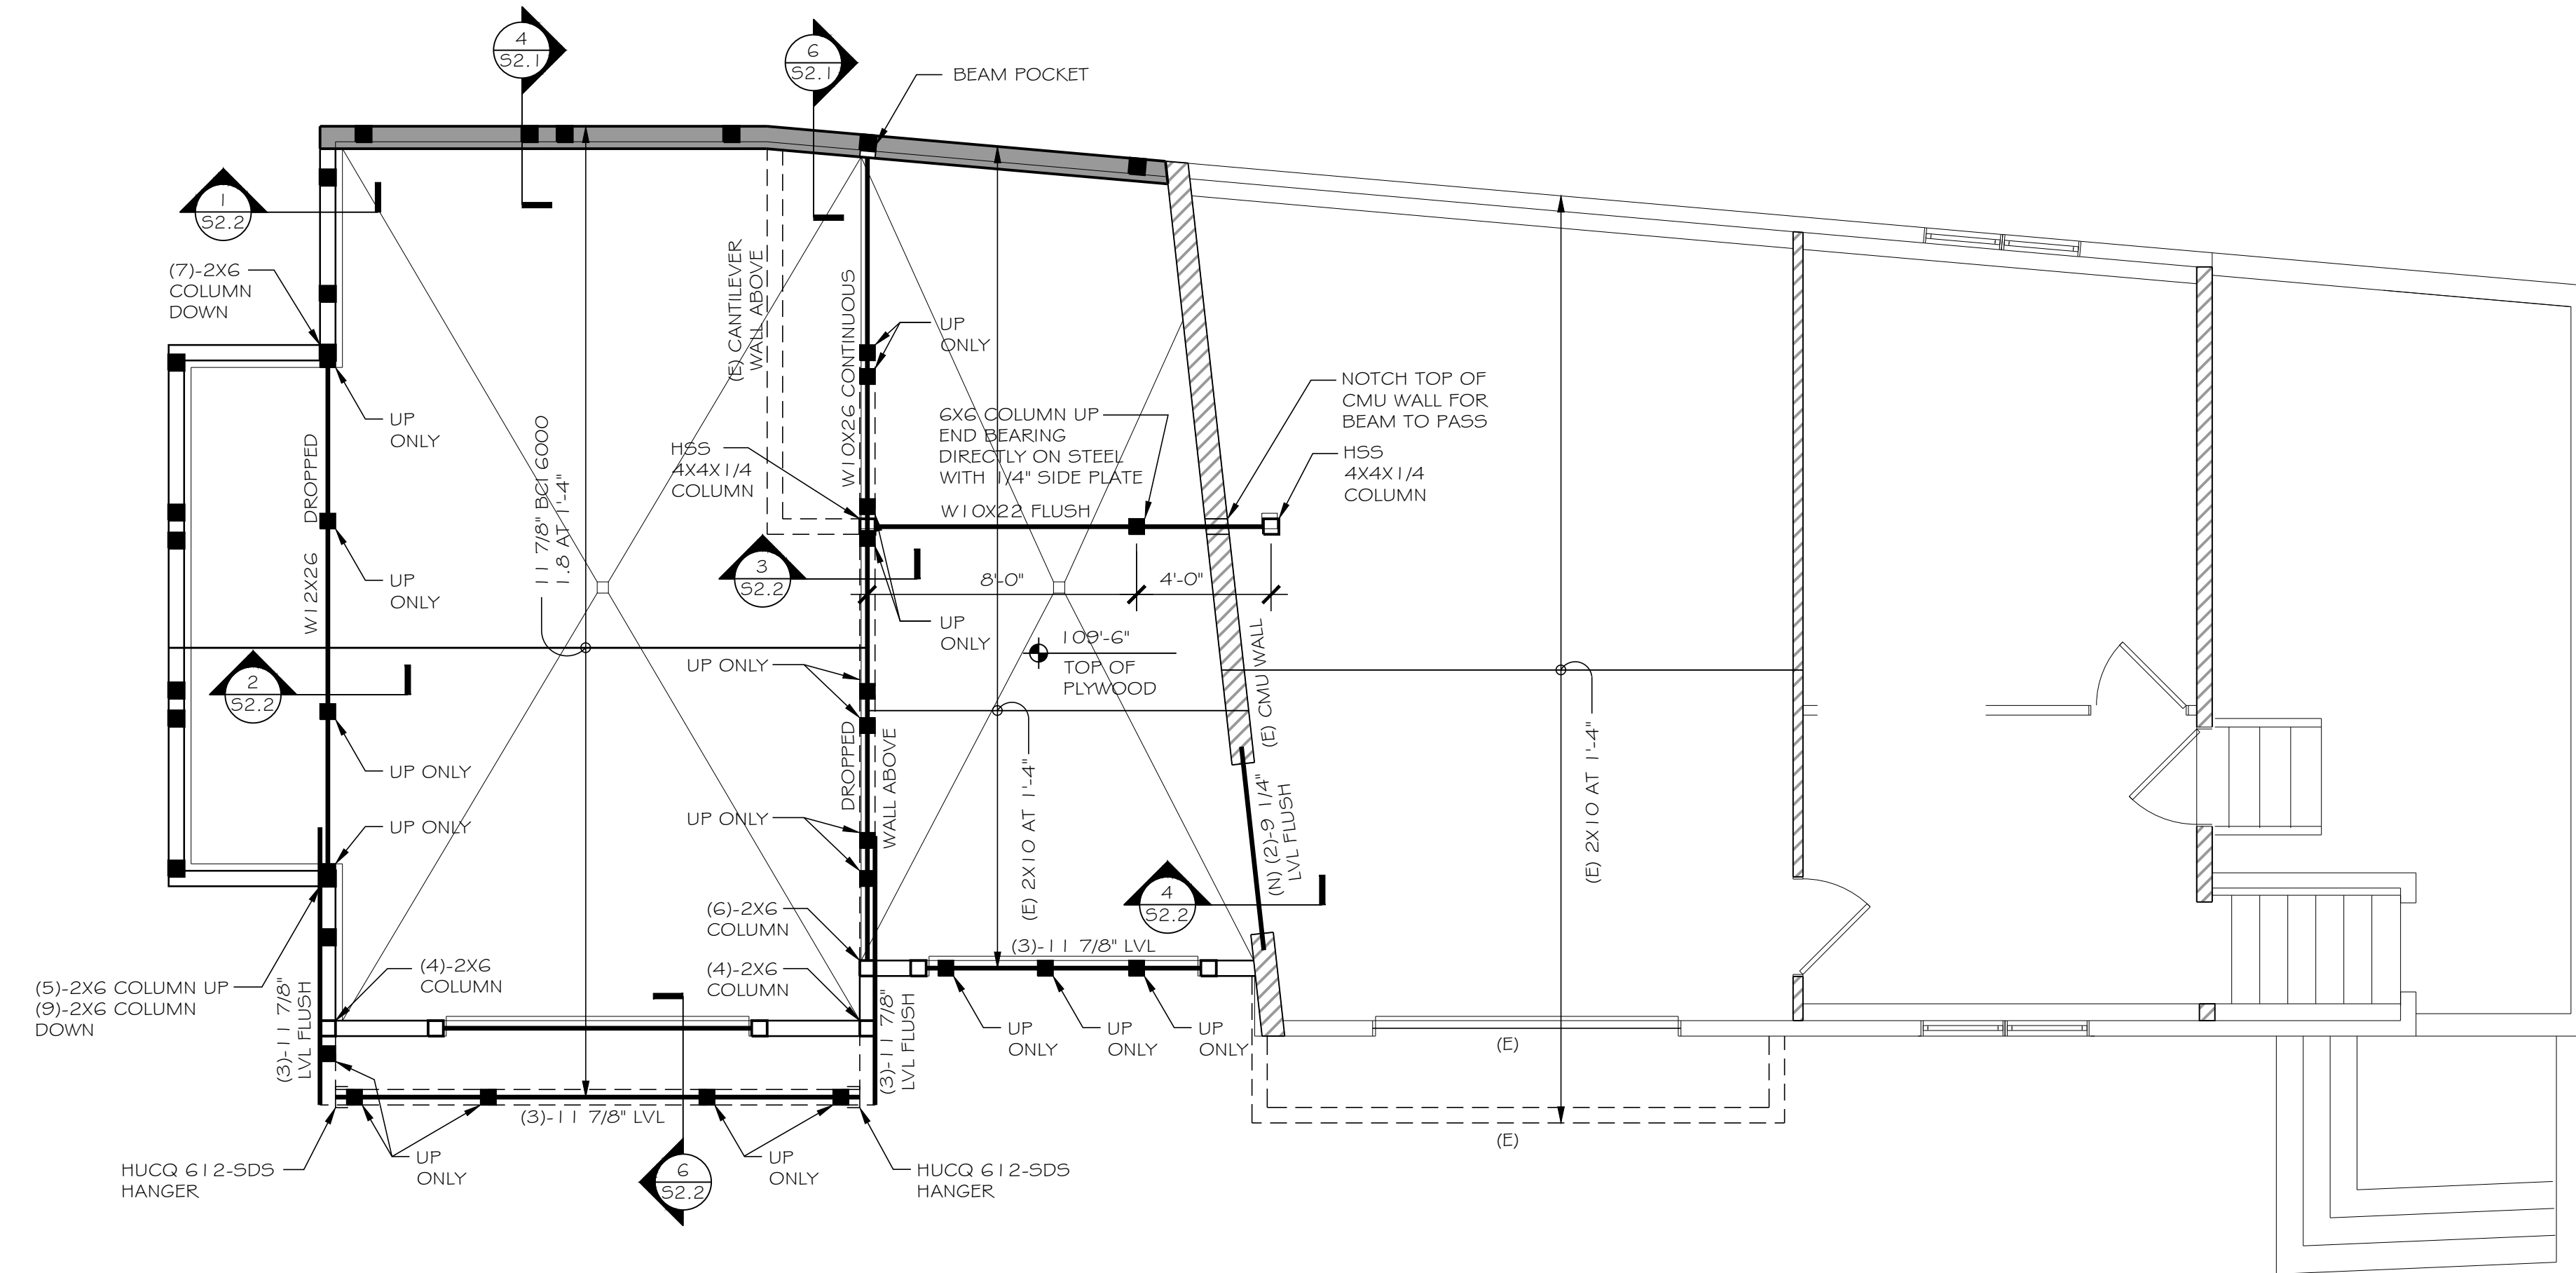 4
S2.1
6
S2.1
BEAM POCKET
1
S2.2
(7)-2X6
COLUMN
DOWN
UP
ONLY
(E) CANTILEVER
WALL ABOVE
W10X26 CONTINUOUS
UP
ONLY
NOTCH TOP OF
CMU WALL FOR
BEAM TO PASS
6X6 COLUMN UP
END BEARING
DIRECTLY ON STEEL
WITH 1/4" SIDE PLATE
HSS
4X4X1/4
COLUMN
HSS
4X4X1/4
COLUMN
W10X22 FLUSH
W12X26 DROPPED
11 7/8" BCI 6000
1.8 AT 1'-4"
UP
ONLY
3
S2.2
8'-0"
4'-0"
UP
ONLY
109'-6"
TOP OF
PLYWOOD
(E) CMU WALL
UP ONLY
2
S2.2
UP ONLY
DROPPED
WALL ABOVE
(E) 2X10 AT 1'-4"
(E) 2X10 AT 1'-4"
(N) (2)-9 1/4"
LVL FLUSH
UP ONLY
UP ONLY
4
S2.2
(6)-2X6
COLUMN
(3)-11 7/8" LVL
(4)-2X6
COLUMN
(4)-2X6
COLUMN
(5)-2X6 COLUMN UP
(9)-2X6 COLUMN
DOWN
(3)-11 7/8"
LVL FLUSH
(3)-11 7/8"
LVL FLUSH
UP
ONLY
UP
ONLY
UP
ONLY
(E)
(3)-11 7/8" LVL
(E)
HUCQ 612-SDS
HANGER
UP
ONLY
6
S2.2
UP
ONLY
HUCQ 612-SDS
HANGER